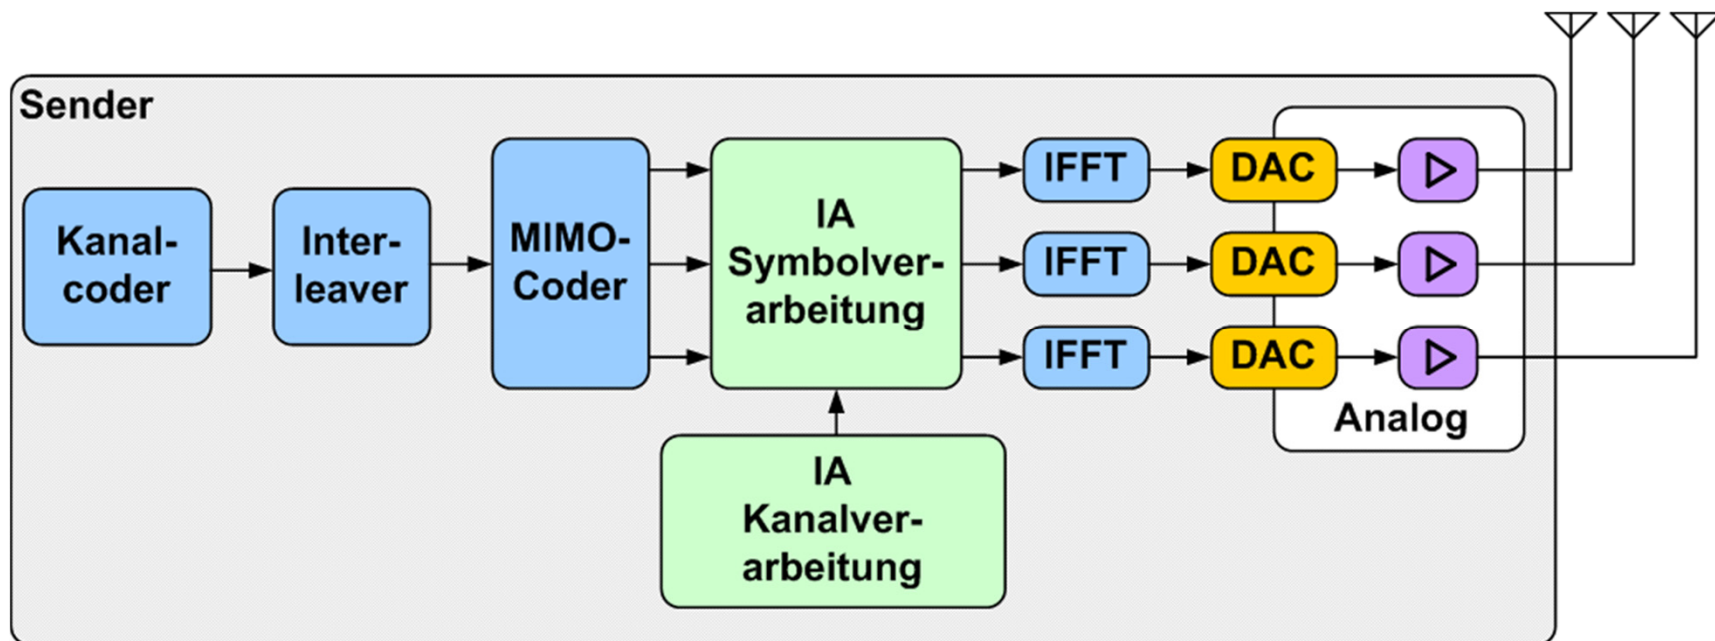 Sender
Kanal-
coder
Inter-
leaver
MIMO-
Coder
IA
Symbolver-
arbeitung
IFFT
DAC
IFFT
DAC
IFFT
DAC
Analog
IA
Kanalver-
arbeitung